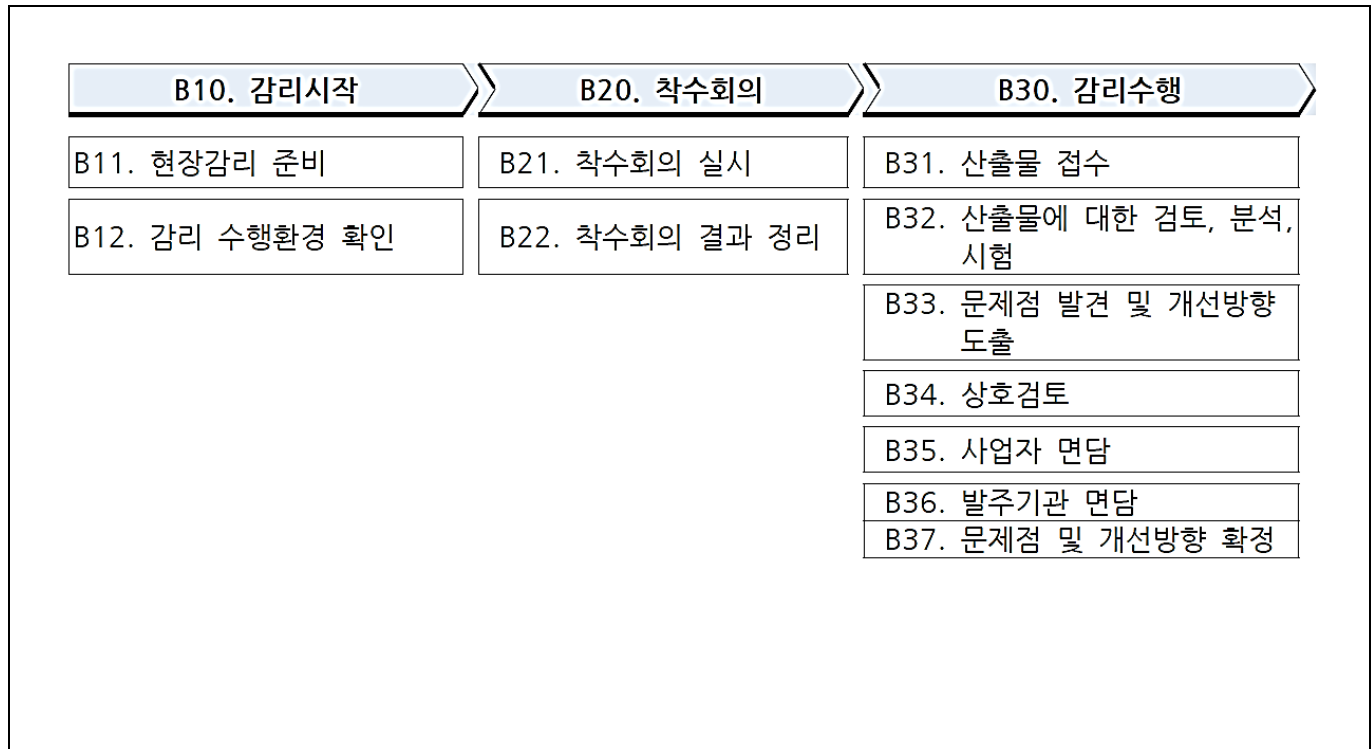 B10. 감리시작
B20. 착수회의
B30. 감리수행
B11. 현장감리 준비
B12. 감리 수행환경 확인
B21. 착수회의 실시
B22. 착수회의 결과 정리
B31. 산출물 접수
B32. 산출물에 대한 검토, 분석,
시험
B33. 문제점 발견 및 개선방향
도출
B34. 상호검토
B35. 사업자 면담
B36. 발주기관 면담
B37. 문제점 및 개선방향 확정